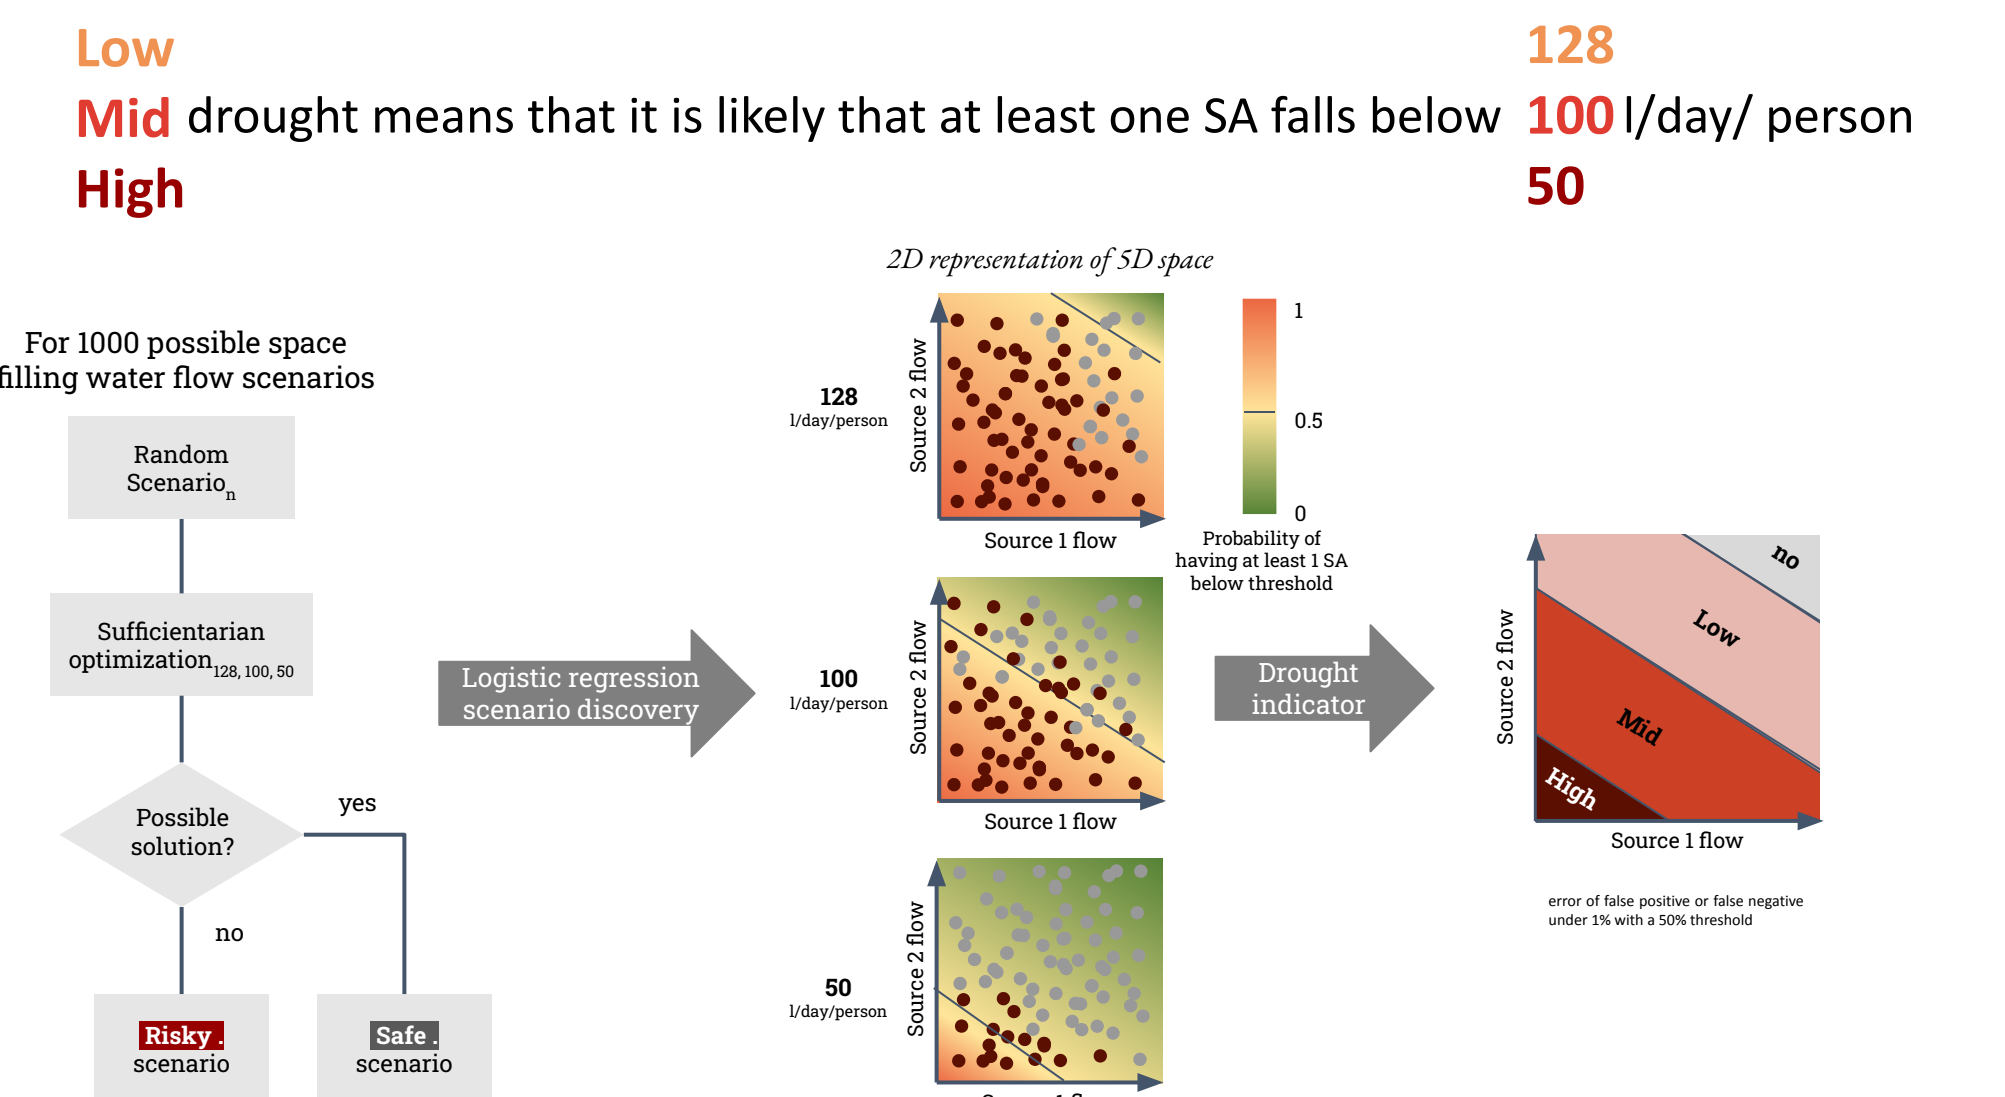 Low
Mid drought means that it is likely that at least one SA falls below 100 l/day/ person
High
128
50
2D representation of 5D space
For 1000 possible space
filling water flow scenarios
Random
Scenario n
Sufficientarian
optimization 128, 100, 50
Possible
solution?
yes
no
Risky .
scenario
Safe .
scenario
Logistic regression
scenario discovery
128
l/day/person
Source 2 flow
Source 1 flow
1
0.5
0
Probability of
having at least 1 SA
below threshold
100
l/day/person
Source 2 flow
Source 1 flow
50
l/day/person
Source 2 flow
Drought
indicator
Source 2 flow
no
Low
Mid
High
Source 1 flow
error of false positive or false negative
under 1% with a 50% threshold